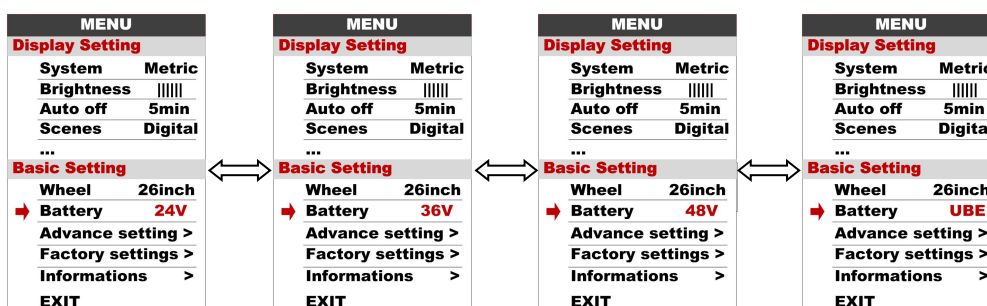 MENU
Display Setting
System Metric
Brightness ||||||
Auto off 5min
Scenes Digital
...
Basic Setting
Wheel 26inch
Battery 24V
Advance setting >
Factory settings >
Informations >
EXIT
MENU
Display Setting
System Metric
Brightness ||||||
Auto off 5min
Scenes Digital
...
Basic Setting
Wheel 26inch
Battery 36V
Advance setting >
Factory settings >
Informations >
EXIT
MENU
Display Setting
System Metric
Brightness ||||||
Auto off 5min
Scenes Digital
...
Basic Setting
Wheel 26inch
Battery 48V
Advance setting >
Factory settings >
Informations >
EXIT
MENU
Display Setting
System Metric
Brightness ||||||
Auto off 5min
Scenes Digita
...
Basic Setting
Wheel 26inch
Battery UBE
Advance setting >
Factory settings >
Informations >
EXIT